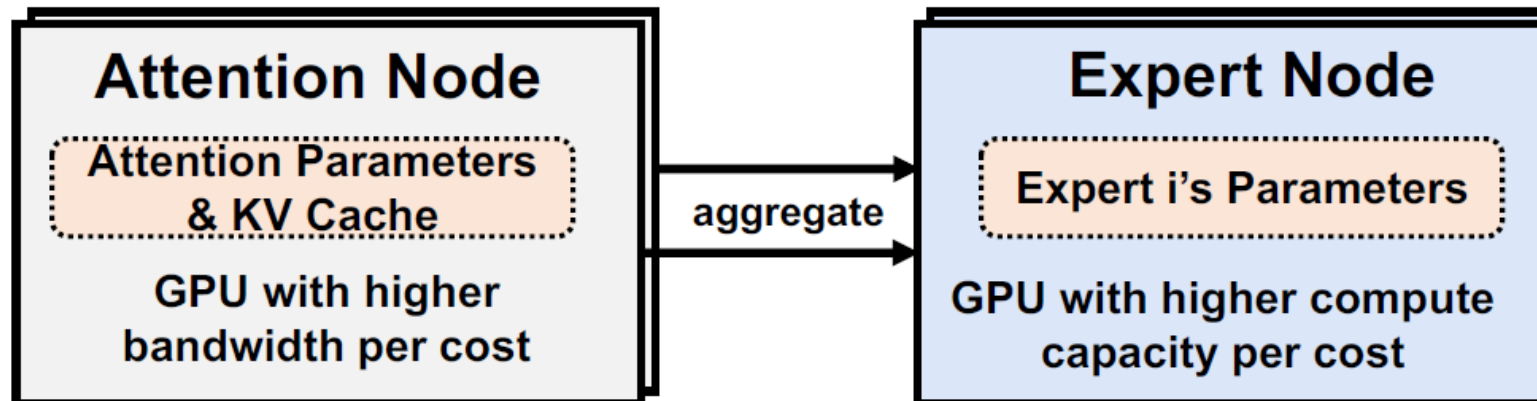 Attention Node
Attention Parameters
& KV Cache
GPU with higher
bandwidth per cost
aggregate
Expert Node
Expert i’s Parameters
GPU with higher compute
capacity per cost